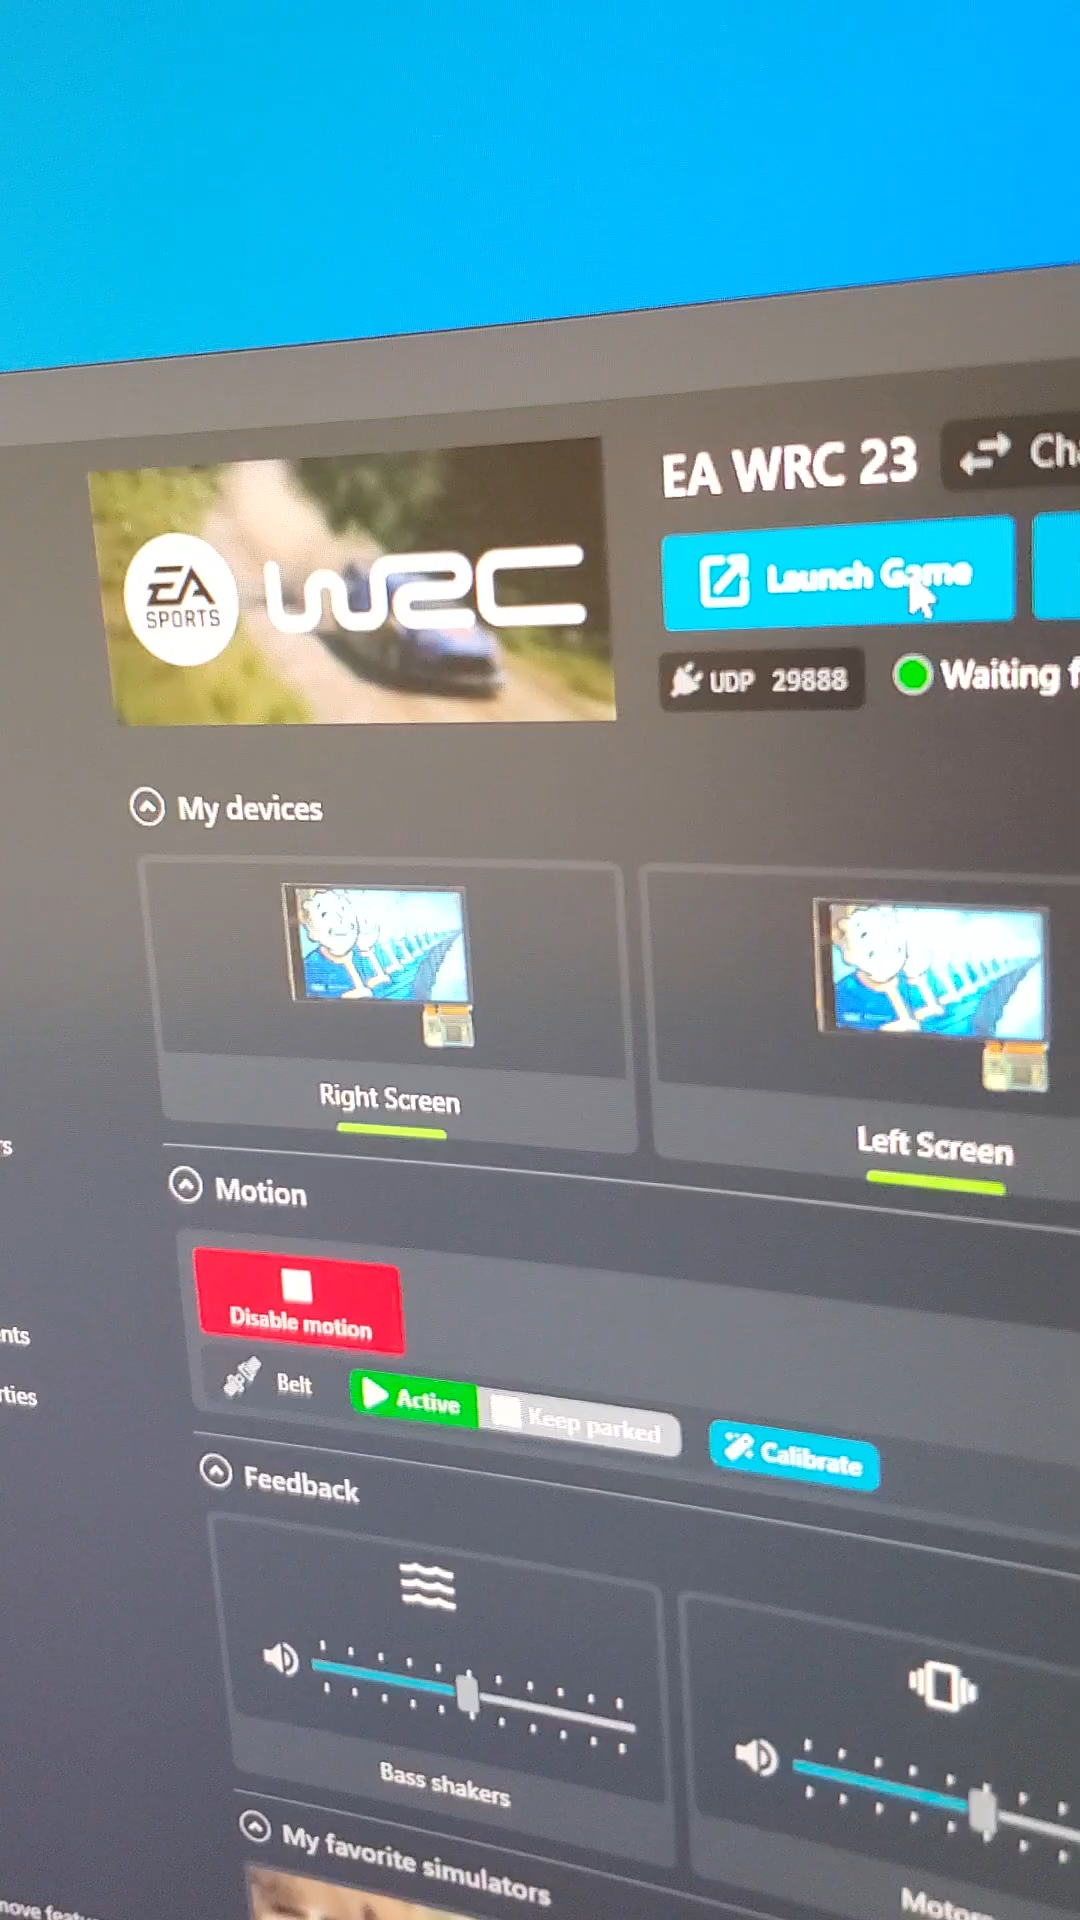 EA WRC 23
Ch
EA
SPORTS
WRC
Launch Game
UDP 29888
Waiting f
My devices
Right Screen
Left Screen
Motion
Disable motion
Belt
Active
Keep parked
Calibrate
Feedback
Bass shakers
My favorite simulators